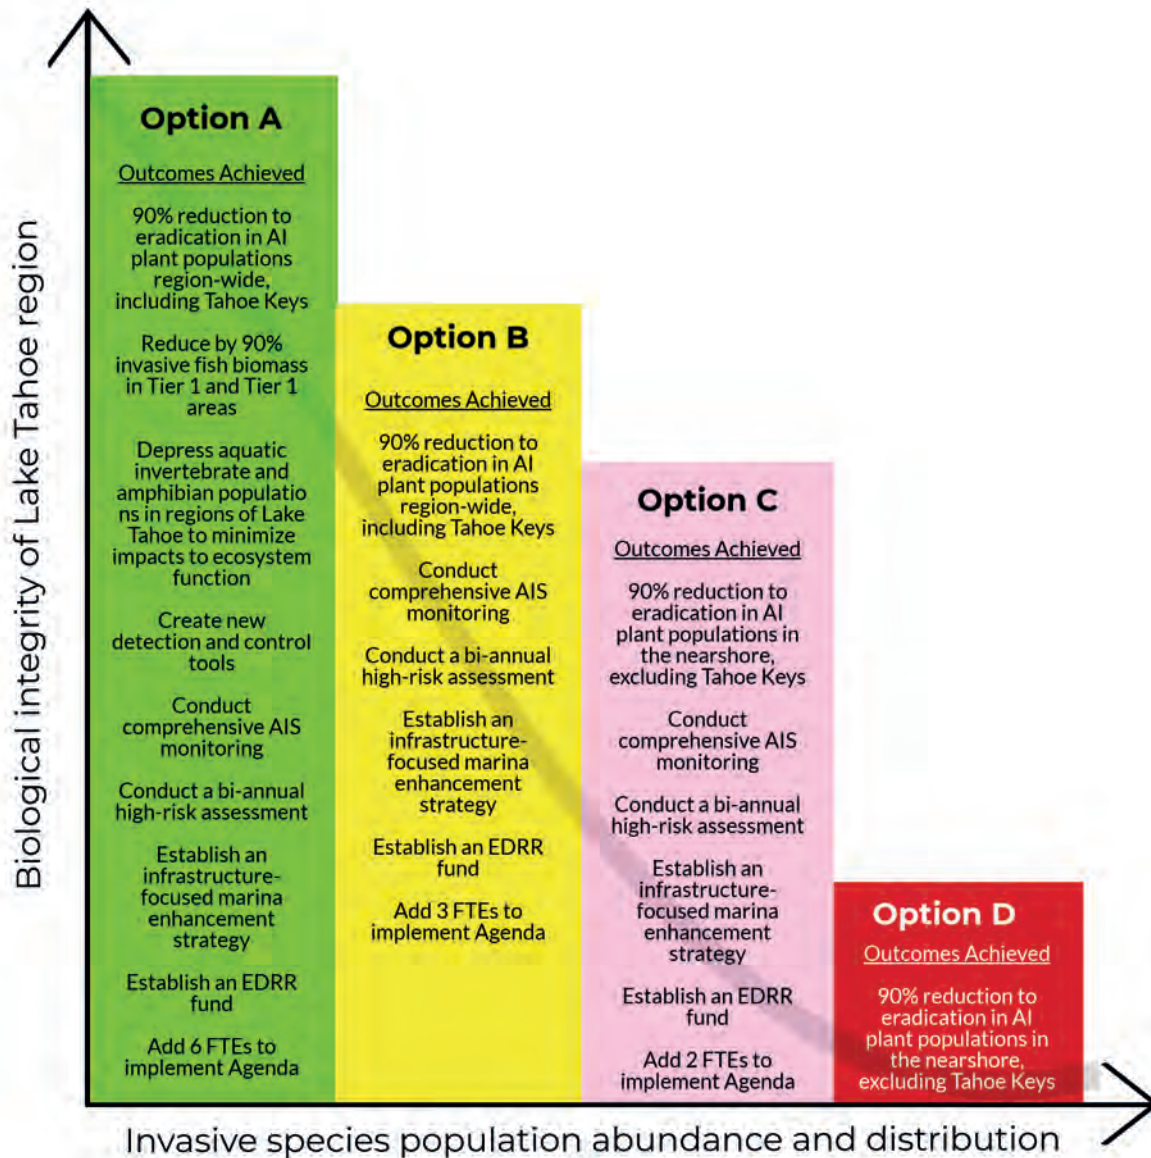 Biological integrity of Lake Tahoe region
Option A
Outcomes Achieved
90% reduction to
eradication in AI
plant populations
region-wide,
including Tahoe Keys
Reduce by 90%
invasive fish biomass
in Tier 1 and Tier 1
areas
Depress aquatic
invertebrate and
amphibian populatio
ns in regions of Lake
Tahoe to minimize
impacts to ecosystem
function
Create new
detection and control
tools
Conduct
comprehensive AIS
monitoring
Conduct a bi-annual
high-risk assessment
Establish an
infrastructure-
focused marina
enhancement
strategy
Establish an EDRR
fund
Add 6 FTEs to
implement Agenda
Option B
Outcomes Achieved
90% reduction to
eradication in AI
plant populations
region-wide,
including Tahoe Keys
Conduct
comprehensive AIS
monitoring
Conduct a bi-annual
high-risk assessment
Establish an
infrastructure-
focused marina
enhancement
strategy
Establish an EDRR
fund
Add 3 FTEs to
implement Agenda
Option C
Outcomes Achieved
90% reduction to
eradication in AI
plant populations in
the nearshore,
excluding Tahoe Keys
Conduct
comprehensive AIS
monitoring
Conduct a bi-annual
high-risk assessment
Establish an
infrastructure-
focused marina
enhancement
strategy
Establish an EDRR
fund
Add 2 FTEs to
implement Agenda
Option D
Outcomes Achieved
90% reduction to
eradication in AI
plant populations in
the nearshore,
excluding Tahoe Keys
Invasive species population abundance and distribution